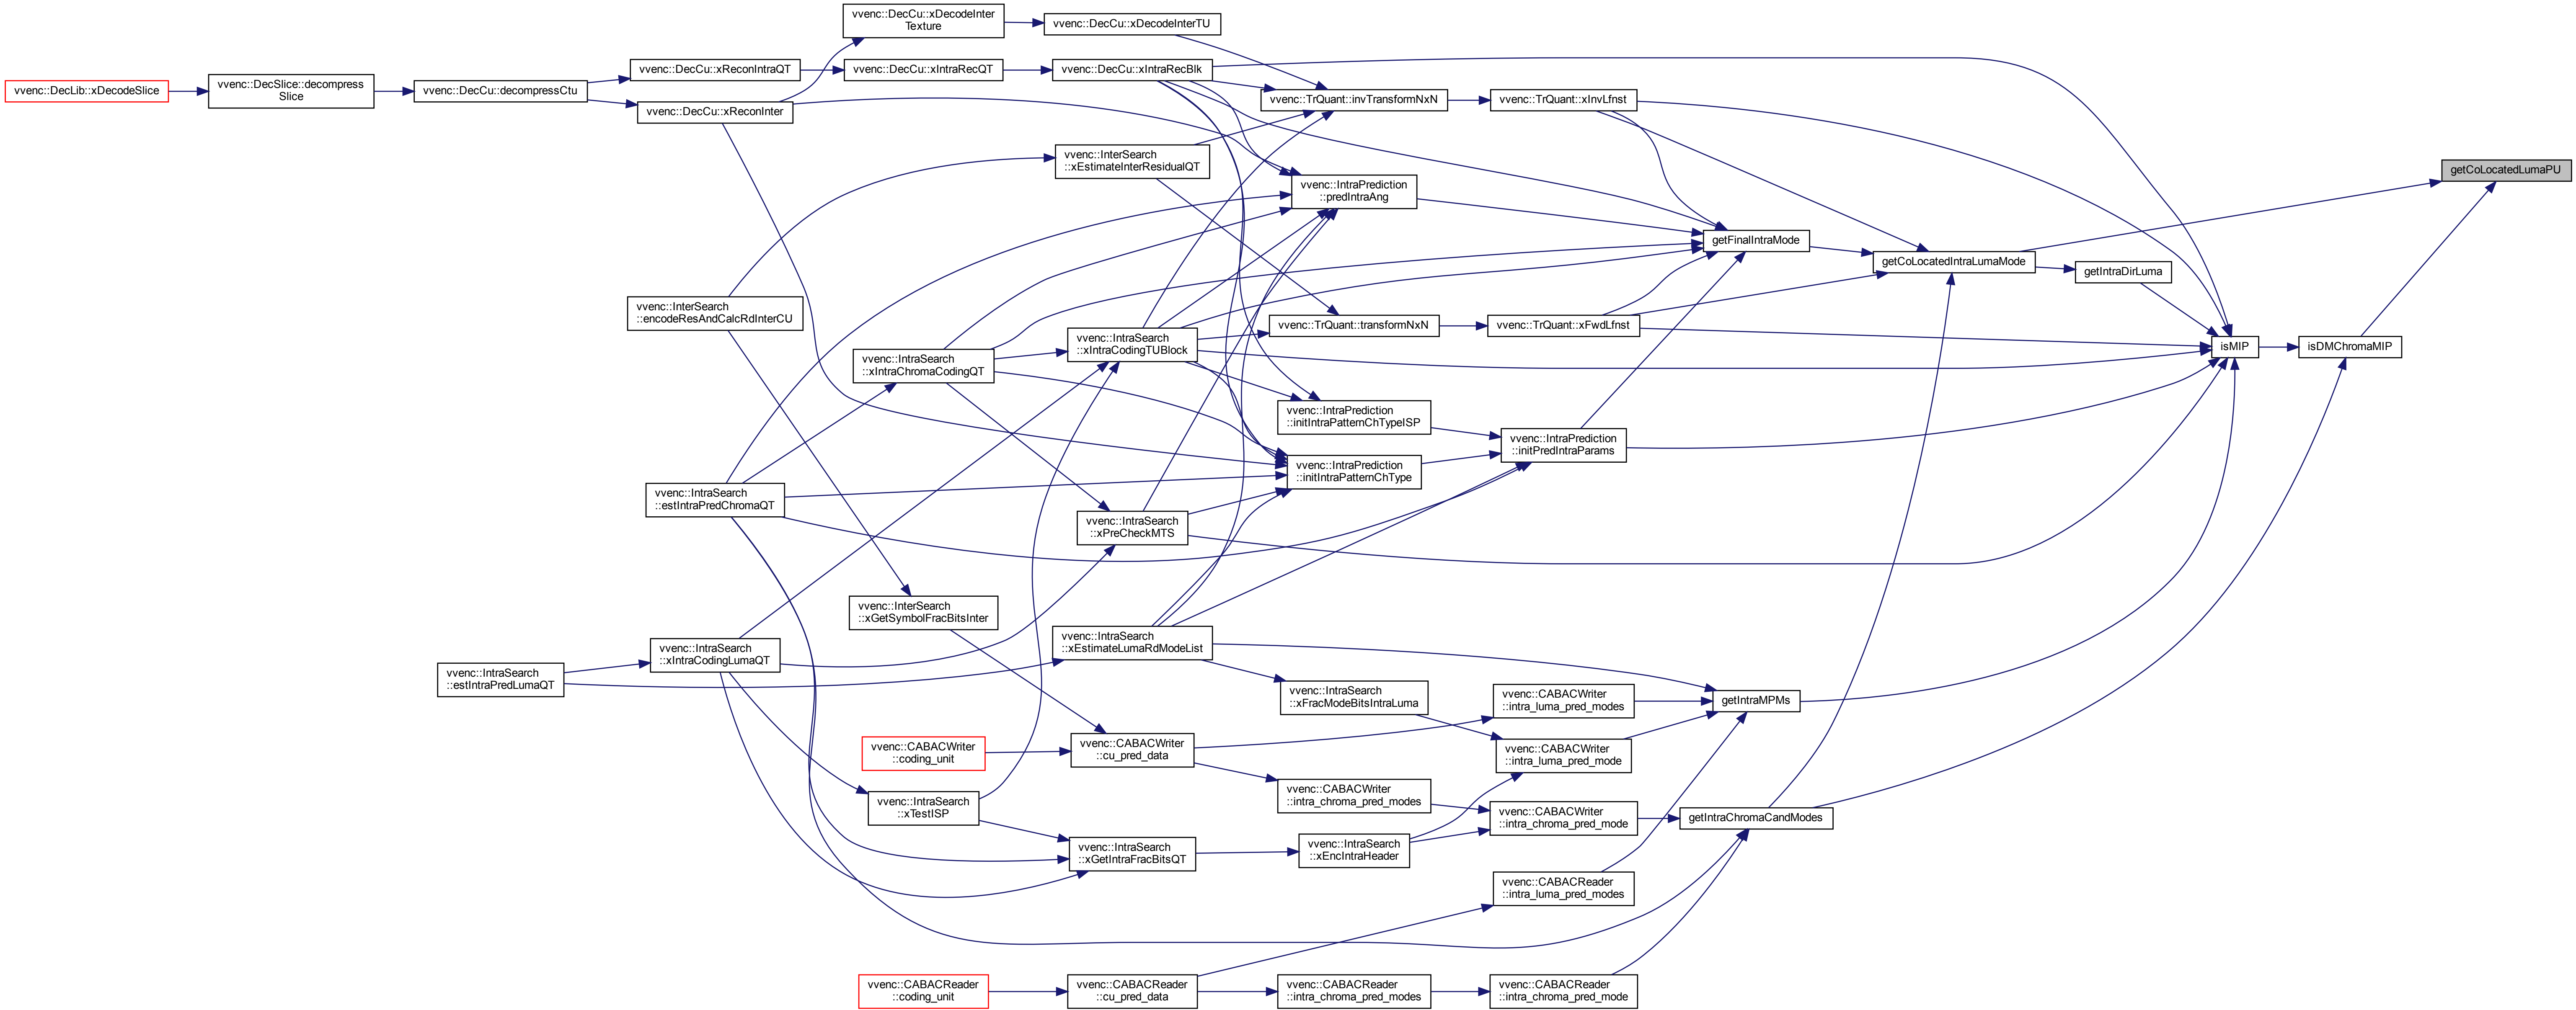 vvenc::DecCu::xDecodeInter
Texture
vvenc::DecCu::xDecodeInterTU
vvenc::DecLib::xDecodeSlice
vvenc::DecSlice::decompress
Slice
vvenc::DecCu::decompressCtu
vvenc::DecCu::xReconIntraQT
vvenc::DecCu::xIntraRecQT
vvenc::DecCu::xIntraRecBlk
vvenc::DecCu::xReconInter
vvenc::TrQuant::invTransformNxN
vvenc::TrQuant::xInvLfnst
vvenc::InterSearch
::xEstimateInterResidualQT
getCoLocatedLumaPU
vvenc::IntraPrediction
::predIntraAng
getFinalIntraMode
getCoLocatedIntraLumaMode
getIntraDirLuma
vvenc::InterSearch
::encodeResAndCalcRdInterCU
vvenc::TrQuant::transformNxN
vvenc::TrQuant::xFwdLfnst
vvenc::IntraSearch
::xIntraCodingTUBlock
isMIP
isDMChromaMIP
vvenc::IntraSearch
::xIntraChromaCodingQT
vvenc::IntraPrediction
::initIntraPatternChTypeISP
vvenc::IntraPrediction
::initPredIntraParams
vvenc::IntraPrediction
::initIntraPatternChType
vvenc::IntraSearch
::estIntraPredChromaQT
vvenc::IntraSearch
::xPreCheckMTS
vvenc::InterSearch
::xGetSymbolFracBitsInter
vvenc::IntraSearch
::xEstimateLumaRdModeList
vvenc::IntraSearch
::xIntraCodingLumaQT
vvenc::IntraSearch
::estIntraPredLumaQT
vvenc::IntraSearch
::xFracModeBitsIntraLuma
vvenc::CABACWriter
::intra_luma_pred_modes
getIntraMPMs
vvenc::CABACWriter
::coding_unit
vvenc::CABACWriter
::cu_pred_data
vvenc::CABACWriter
::intra_luma_pred_mode
vvenc::IntraSearch
::xTestISP
vvenc::CABACWriter
::intra_chroma_pred_modes
vvenc::CABACWriter
::intra_chroma_pred_mode
getIntraChromaCandModes
vvenc::IntraSearch
::xGetIntraFracBitsQT
vvenc::IntraSearch
::xEncIntraHeader
vvenc::CABACReader
::intra_luma_pred_modes
vvenc::CABACReader
::coding_unit
vvenc::CABACReader
::cu_pred_data
vvenc::CABACReader
::intra_chroma_pred_modes
vvenc::CABACReader
::intra_chroma_pred_mode